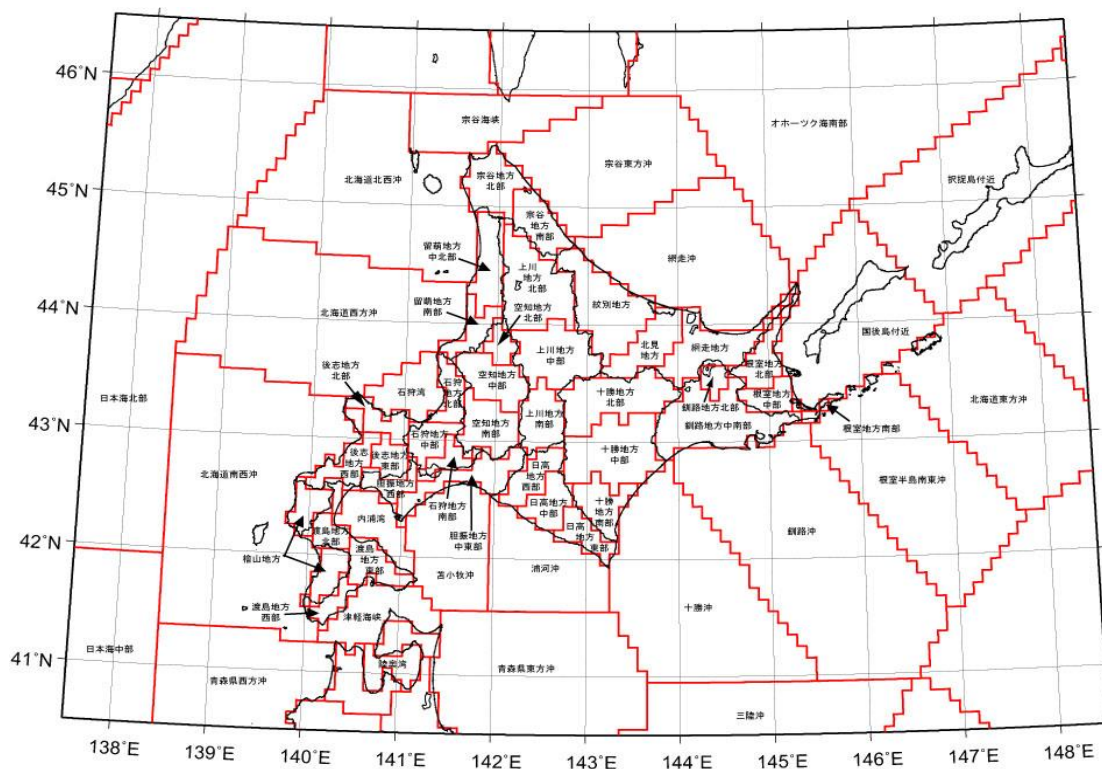 46°N
45°N
44°N
43°N
42°N
41°N
138°E
139°E
140°E
141°E
142°E
143°E
144°E
145°E
146°E
147°E
148°E
宗谷海峡
オホーツク海南部
宗谷東方沖
北海道北西沖
宗谷地方
北部
択捉島付近
宗谷
地方
南部
留萌地方
中北部
網走沖
上川
地方
北部
留萌地方
南部
空知地方
北部
紋別地方
北海道西方沖
国後島付近
北見
地方
網走地方
上川地方
中部
後志地方
北部
根室地方
北部
空知地方
中部
石狩湾
石狩
地方
北部
十勝地方
北部
日本海北部
根室地方
中部
釧路地方北部
北海道東方沖
上川地方
南部
空知地方
南部
釧路地方中南部
根室地方南部
石狩地方
中部
十勝地方
中部
後志
地方
西部
後志地方
東部
北海道南西沖
日高
地方
西部
胆振地方
西部
根室半島南東沖
石狩地方
南部
日高地方
中部
十勝
地方
南部
内浦湾
日高
地方
東部
釧路沖
渡島地方
北部
胆振地方
中東部
檜山地方
渡島
地方
東部
苫小牧沖
浦河沖
渡島地方
西部
津軽海峡
十勝沖
日本海中部
陸奥湾
青森県東方沖
青森県西方沖
三陸沖